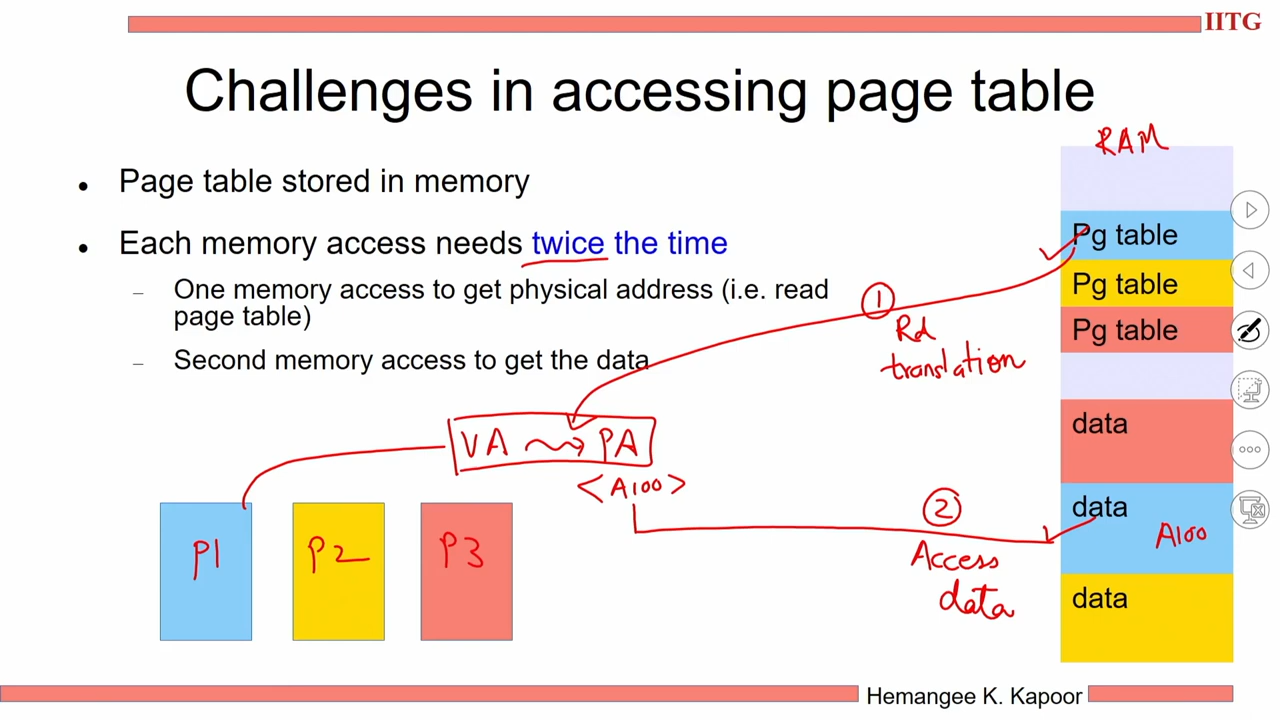 IITG
Challenges in accessing page table
RAM
• Page table stored in memory
• Each memory access needs twice the time
– One memory access to get physical address (i.e. read
page table)
– Second memory access to get the data
Pg table
Pg table
Pg table
1
Rd
translation
VA PA
<A100>
data
data
A100
data
2
Access
data
P1
P2
P3
Hemangee K. Kapoor